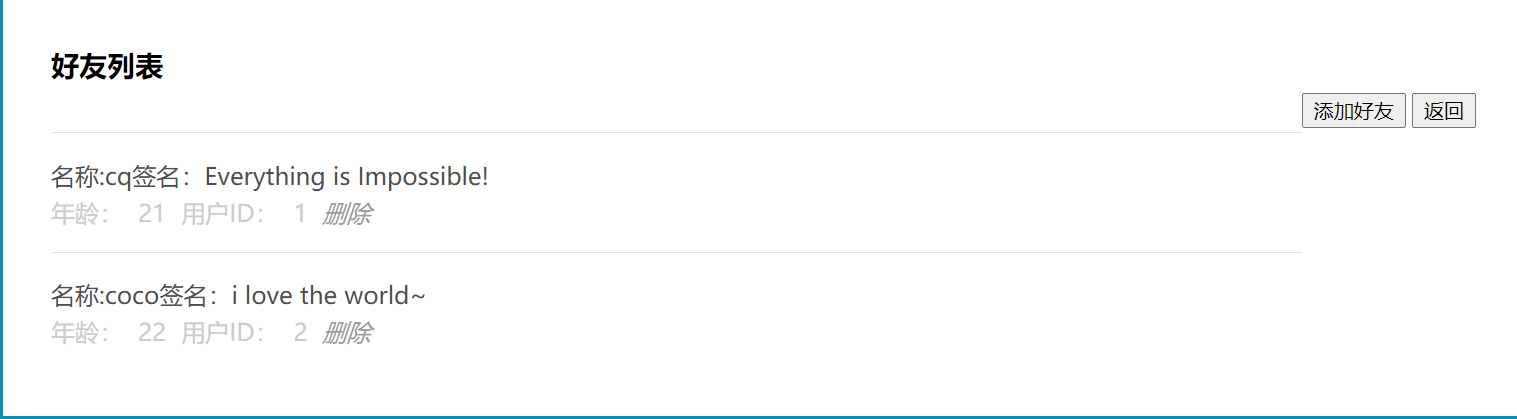 好友列表
添加好友 返回
名称:cq签名：Everything is Impossible!
年龄： 21 用户ID： 1 删除
名称:coco签名：i love the world~
年龄： 22 用户ID： 2 删除